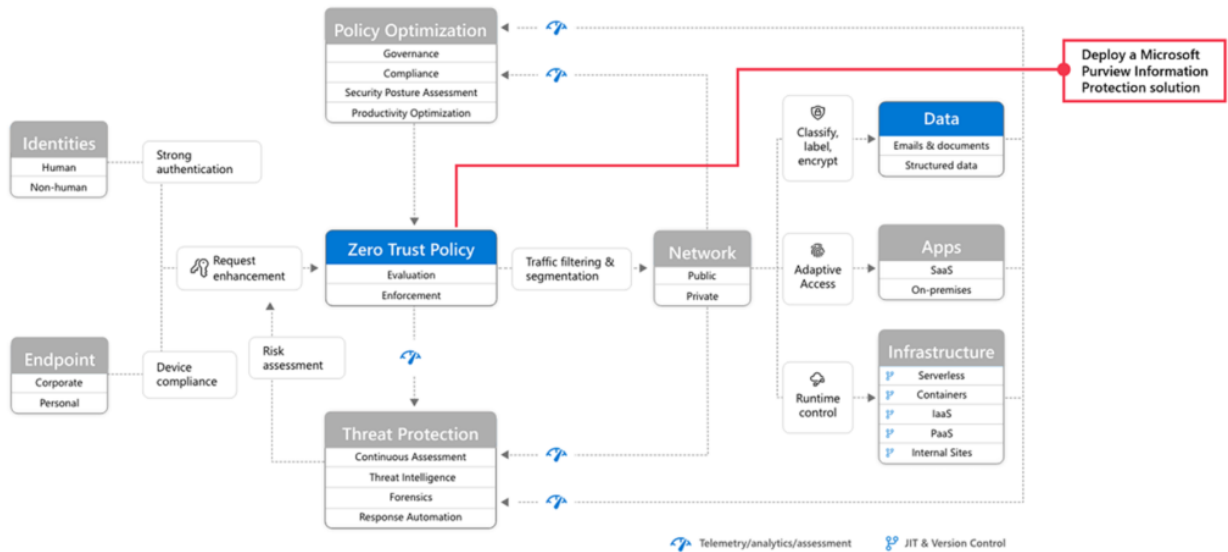 Policy Optimization
Governance
Compliance
Security Posture Assessment
Productivity Optimization
Deploy a Microsoft
Purview Information
Protection solution
Identities
Human
Non-human
Strong
authentication
Classify,
label,
encrypt
Data
Emails & documents
Structured data
Request
enhancement
Zero Trust Policy
Evaluation
Enforcement
Traffic filtering &
segmentation
Network
Public
Private
Adaptive
Access
Apps
SaaS
On-premises
Endpoint
Corporate
Personal
Device
compliance
Risk
assessment
Runtime
control
Infrastructure
Serverless
Containers
IaaS
PaaS
Internal Sites
Threat Protection
Continuous Assessment
Threat Intelligence
Forensics
Response Automation
Telemetry/analytics/assessment
JIT & Version Control